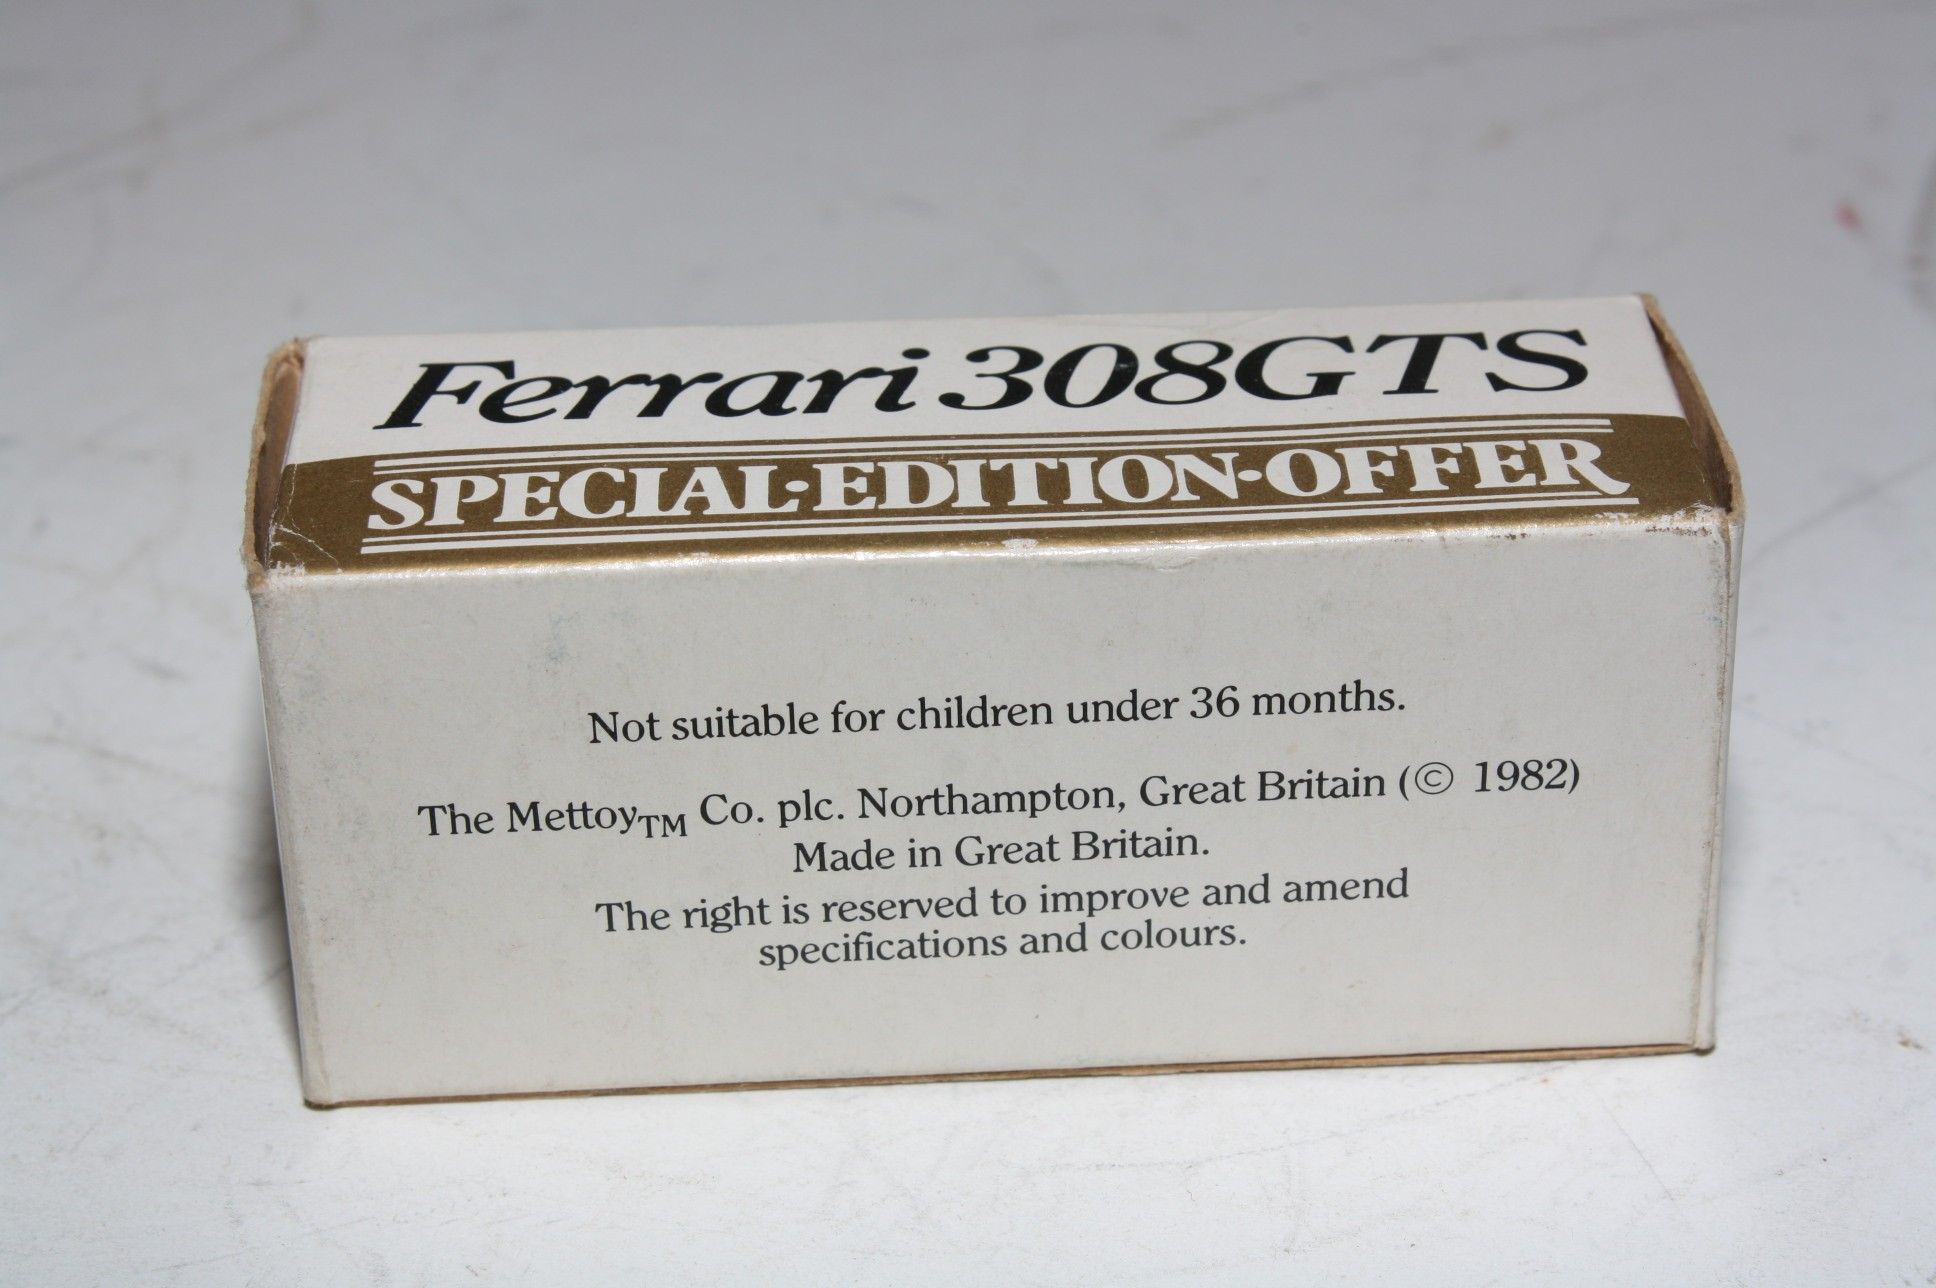 Ferrari 308GTS
SPECIAL·EDITION·OFFER
Not suitable for children under 36 months.
The Mettoy™ Co. plc. Northampton, Great Britain (© 1982)
Made in Great Britain.
The right is reserved to improve and amend
specifications and colours.